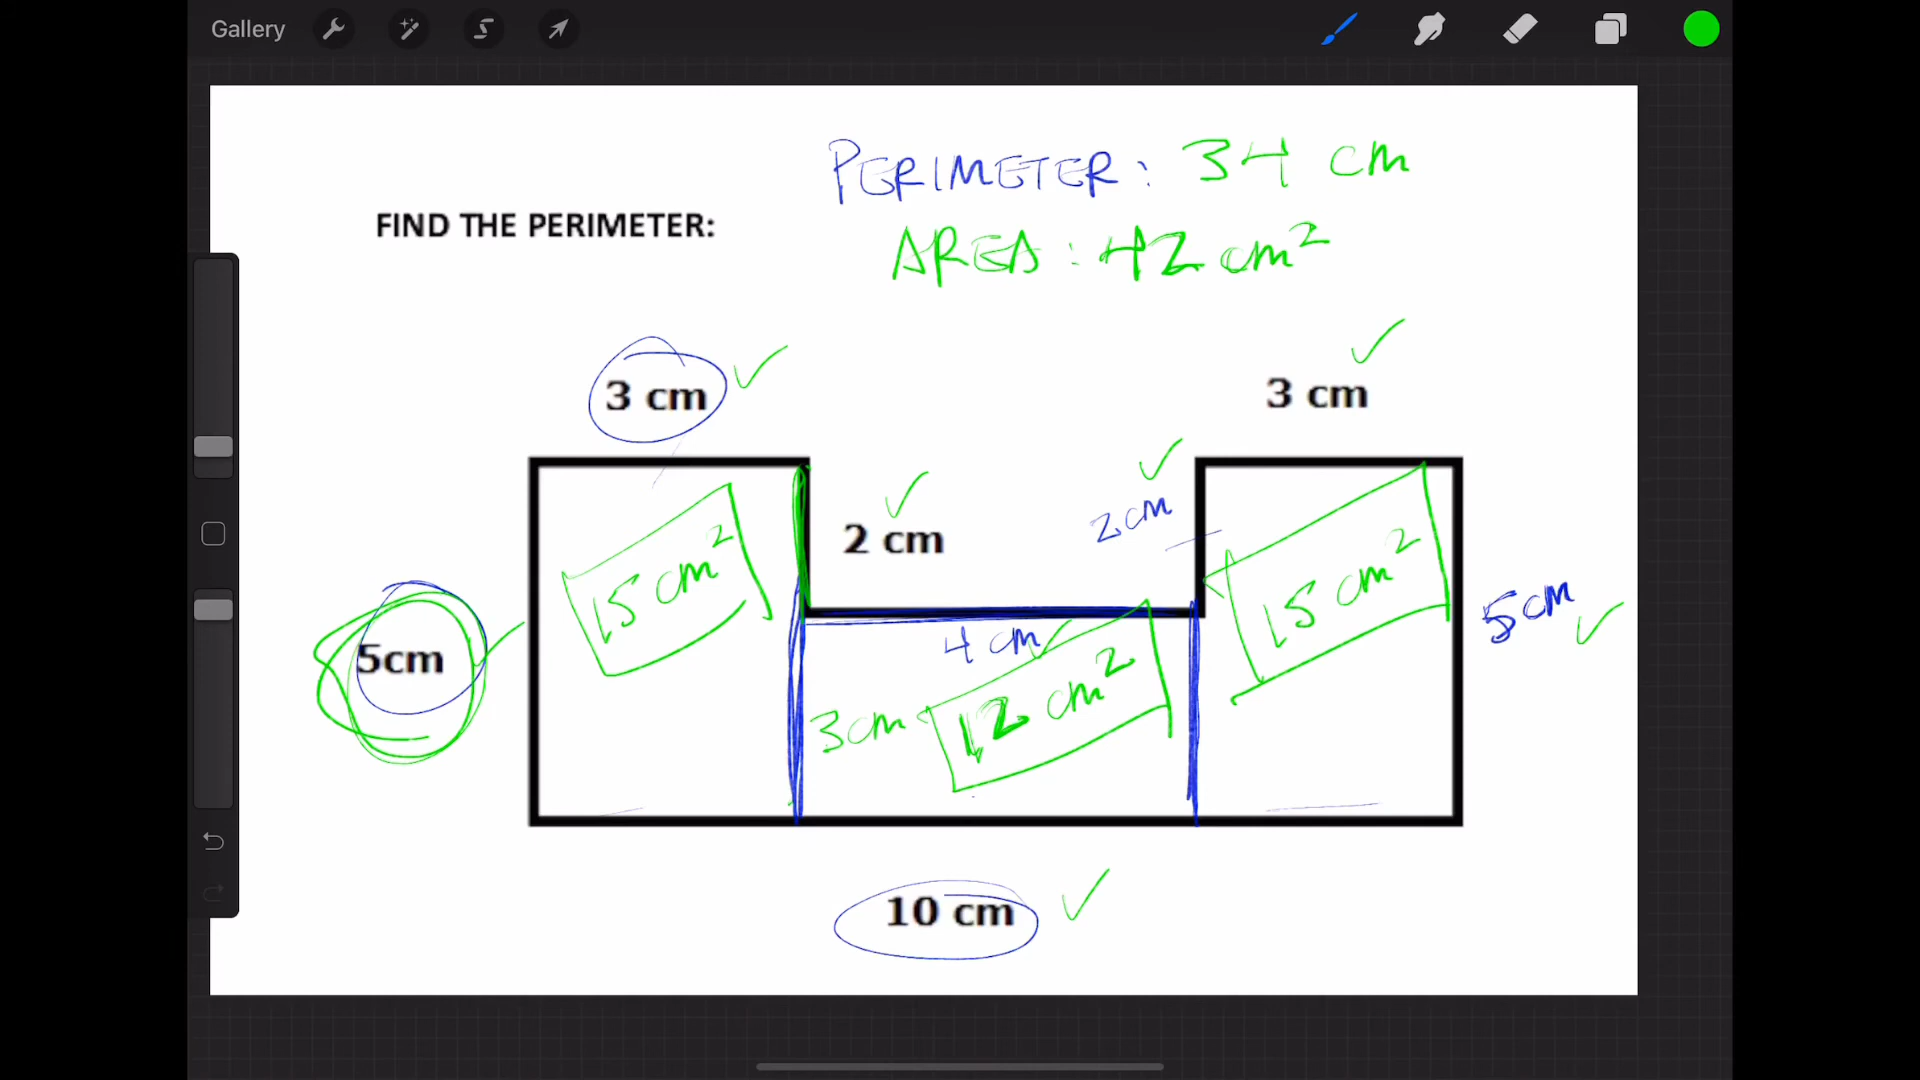 Gallery
PERIMETER: 34 cm
FIND THE PERIMETER:
AREA: 42 cm²
3 cm
3 cm
2 cm
2cm
15 cm²
15 cm²
5cm
4 cm
5cm
3cm
12 cm²
10 cm